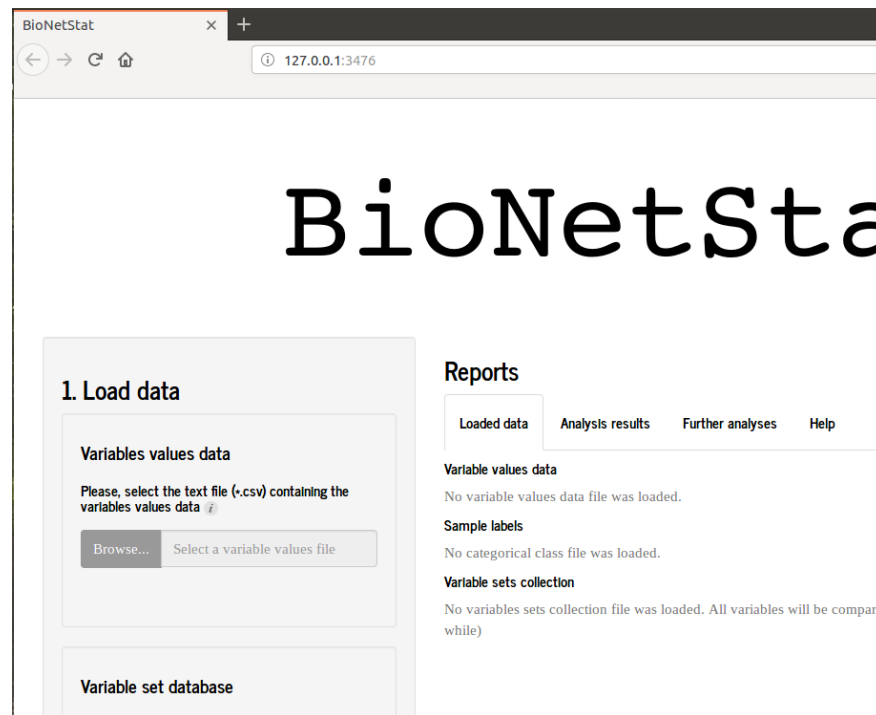 BioNetStat
127.0.0.1:3476
BioNetSta
1. Load data
Variables values data
Please, select the text file (*.csv) containing the
variables values data i
Browse... Select a variable values file
Variable set database
Reports
Loaded data Analysis results Further analyses Help
Variable values data
No variable values data file was loaded.
Sample labels
No categorical class file was loaded.
Variable sets collection
No variables sets collection file was loaded. All variables will be compar
while)